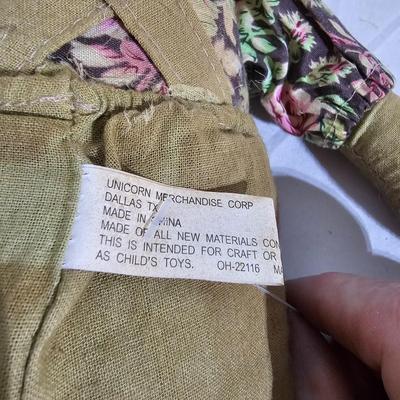 UNICORN MERCHANDISE CORP
DALLAS TX
MADE IN CHINA
MADE OF ALL NEW MATERIALS
THIS IS INTENDED FOR CRAFT OR
AS CHILD'S TOYS. OH-22116